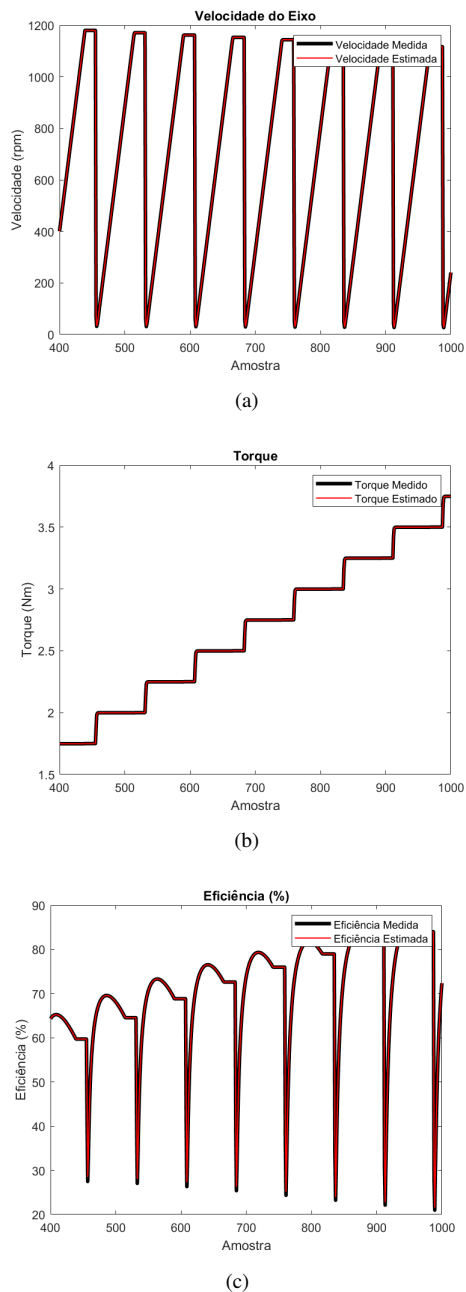 Velocidade do Eixo
1200
1000
800
600
400
200
0
Velocidade (rpm)
Velocidade Medida
Velocidade Estimada
400
500
600
700
800
900
1000
Amostra
(a)
Torque
4
3.5
3
2.5
2
1.5
Torque (Nm)
Torque Medido
Torque Estimado
400
500
600
700
800
900
1000
Amostra
(b)
Eficiência (%)
90
80
70
60
50
40
30
20
Eficiência (%)
Eficiência Medida
Eficiência Estimada
400
500
600
700
800
900
1000
Amostra
(c)